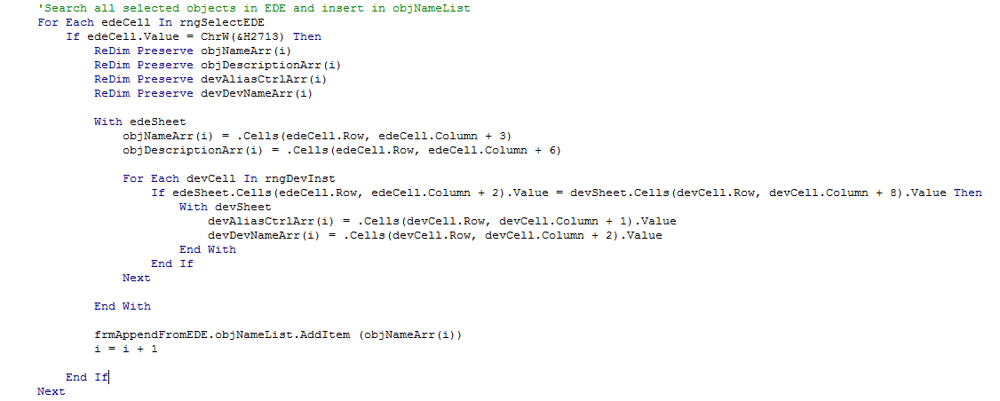 'Search all selected objects in EDE and insert in objNameList
For Each edeCell In rngSelectEDE
If edeCell.Value = ChrW(&H2713) Then
ReDim Preserve objNameArr(i)
ReDim Preserve objDescriptionArr(i)
ReDim Preserve devAliasCtrlArr(i)
ReDim Preserve devDevNameArr(i)
With edeSheet
objNameArr(i) = .Cells(edeCell.Row, edeCell.Column + 3)
objDescriptionArr(i) = .Cells(edeCell.Row, edeCell.Column + 6)
For Each devCell In rngDevInst
If edeSheet.Cells(edeCell.Row, edeCell.Column + 2).Value = devSheet.Cells(devCell.Row, devCell.Column + 8).Value Then
With devSheet
devAliasCtrlArr(i) = .Cells(devCell.Row, devCell.Column + 1).Value
devDevNameArr(i) = .Cells(devCell.Row, devCell.Column + 2).Value
End With
End If
Next
End With
frmAppendFromEDE.objNameList.AddItem (objNameArr(i))
i = i + 1
End If
Next